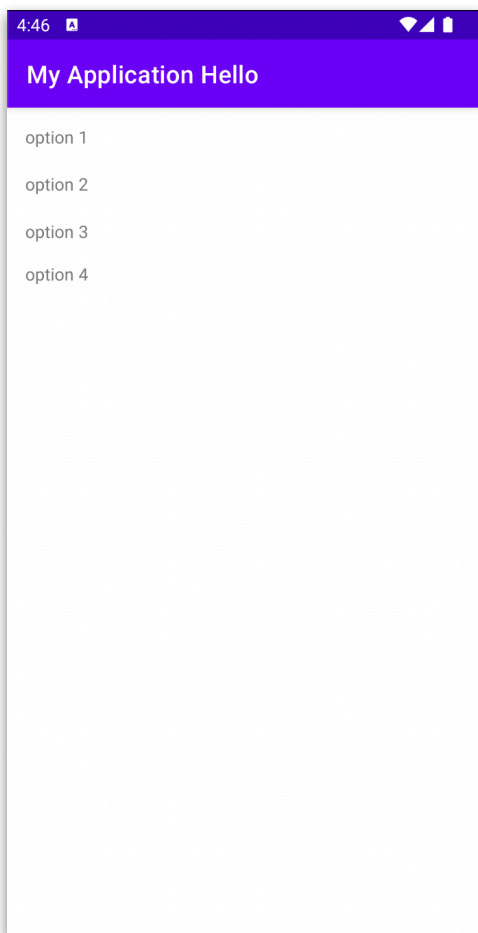 4:46 A
My Application Hello
option 1
option 2
option 3
option 4